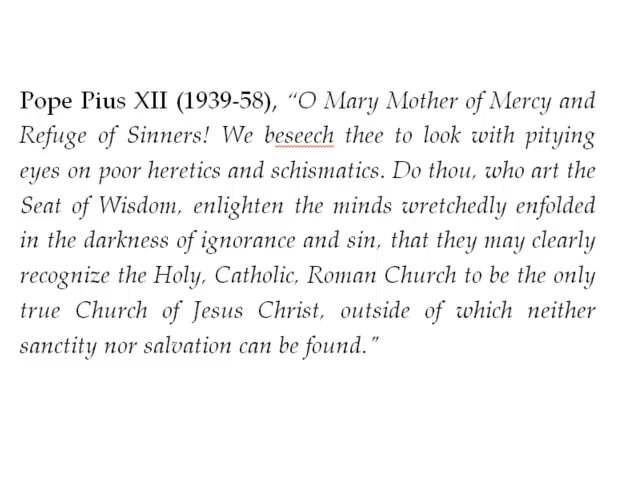 Pope Pius XII (1939-58), “O Mary Mother of Mercy and
Refuge of Sinners! We beseech thee to look with pitying
eyes on poor heretics and schismatics. Do thou, who art the
Seat of Wisdom, enlighten the minds wretchedly enfolded
in the darkness of ignorance and sin, that they may clearly
recognize the Holy, Catholic, Roman Church to be the only
true Church of Jesus Christ, outside of which neither
sanctity nor salvation can be found.”